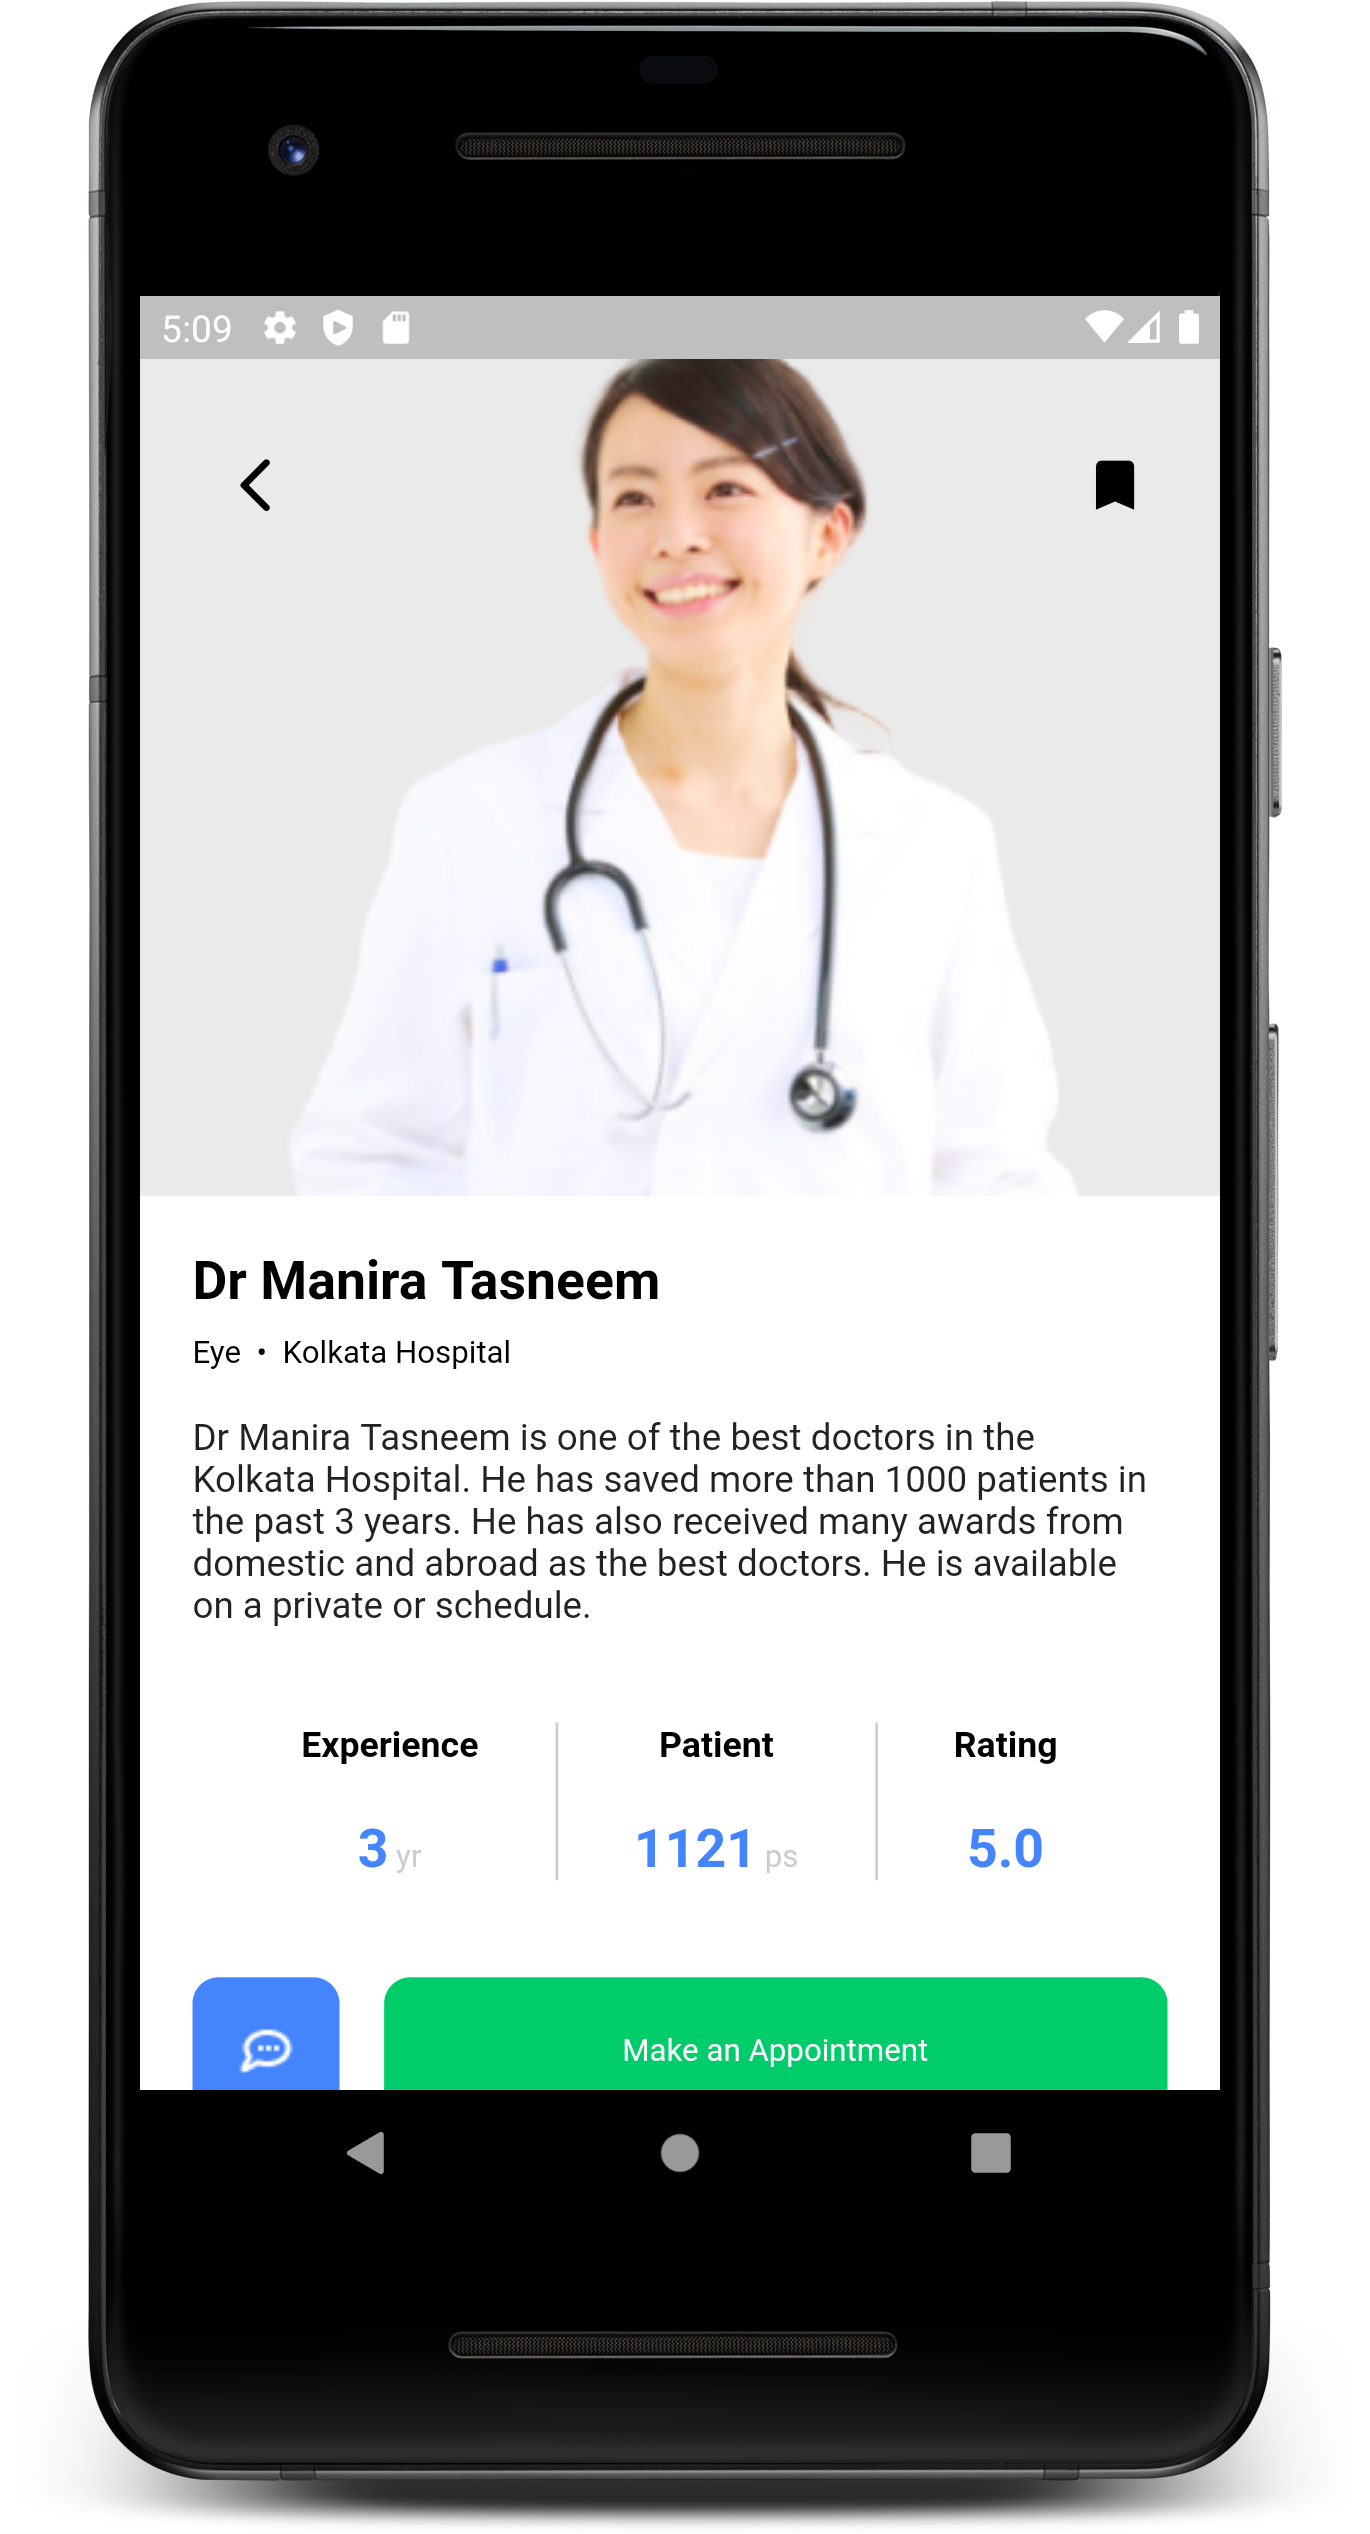 5:09
Dr Manira Tasneem
Eye • Kolkata Hospital
Dr Manira Tasneem is one of the best doctors in the
Kolkata Hospital. He has saved more than 1000 patients in
the past 3 years. He has also received many awards from
domestic and abroad as the best doctors. He is available
on a private or schedule.
Experience Patient Rating
3 yr 1121 ps 5.0
Make an Appointment